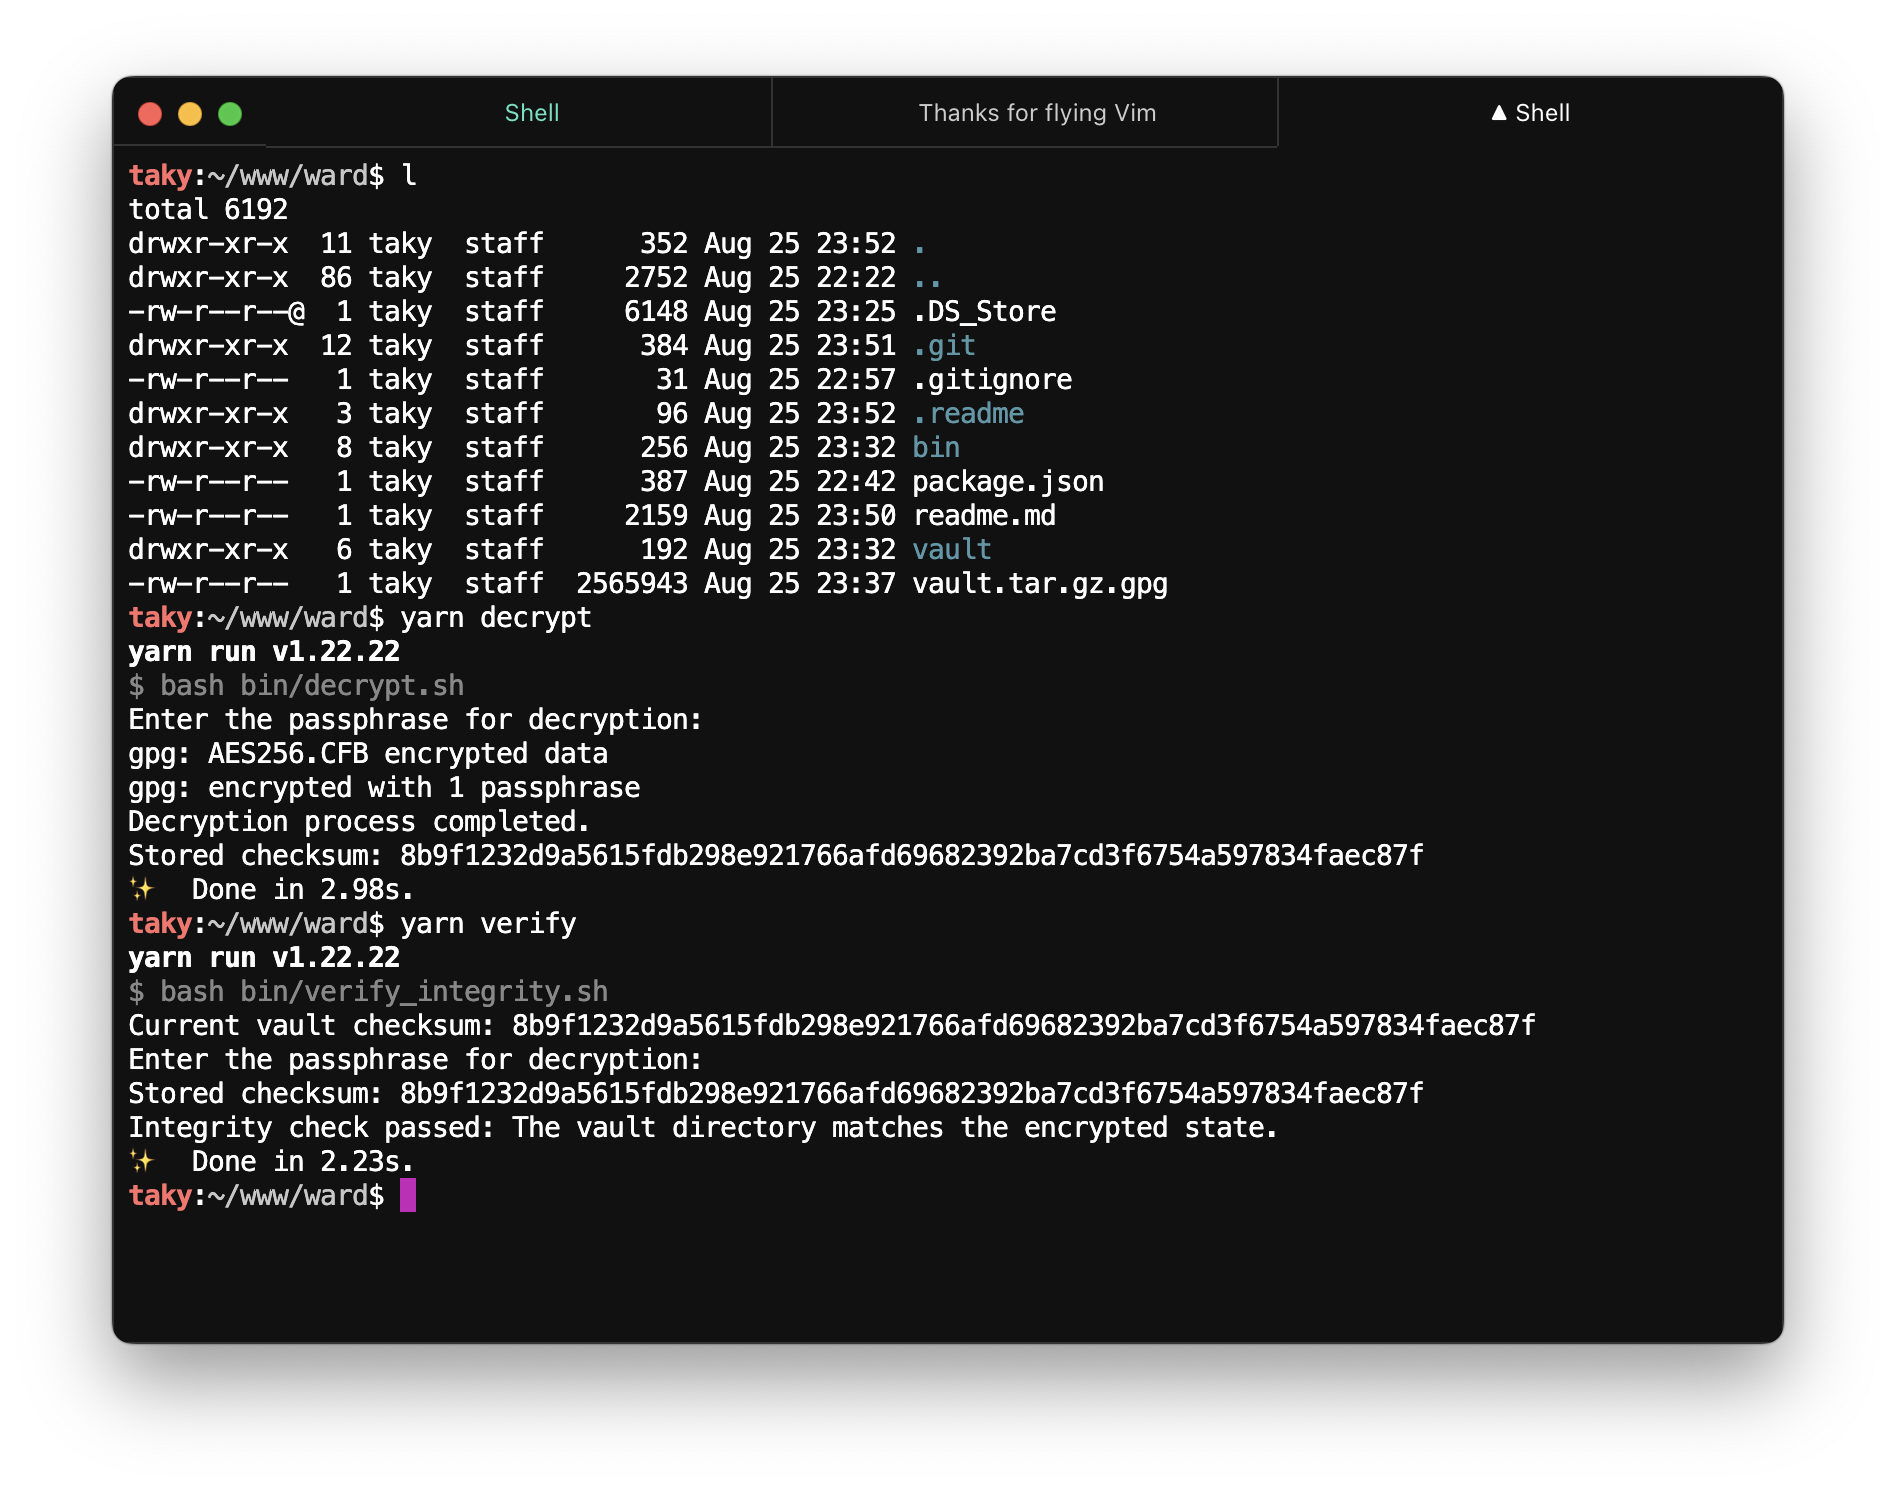 Shell
Thanks for flying Vim
▲ Shell
taky:~/www/ward$ l
total 6192
drwxr-xr-x  11 taky  staff      352 Aug 25 23:52 .
drwxr-xr-x  86 taky  staff     2752 Aug 25 22:22 ..
-rw-r--r--@  1 taky  staff     6148 Aug 25 23:25 .DS_Store
drwxr-xr-x  12 taky  staff      384 Aug 25 23:51 .git
-rw-r--r--   1 taky  staff       31 Aug 25 22:57 .gitignore
drwxr-xr-x   3 taky  staff       96 Aug 25 23:52 .readme
drwxr-xr-x   8 taky  staff      256 Aug 25 23:32 bin
-rw-r--r--   1 taky  staff      387 Aug 25 22:42 package.json
-rw-r--r--   1 taky  staff     2159 Aug 25 23:50 readme.md
drwxr-xr-x   6 taky  staff      192 Aug 25 23:32 vault
-rw-r--r--   1 taky  staff  2565943 Aug 25 23:37 vault.tar.gz.gpg
taky:~/www/ward$ yarn decrypt
yarn run v1.22.22
$ bash bin/decrypt.sh
Enter the passphrase for decryption:
gpg: AES256.CFB encrypted data
gpg: encrypted with 1 passphrase
Decryption process completed.
Stored checksum: 8b9f1232d9a5615fdb298e921766afd69682392ba7cd3f6754a597834faec87f
✨  Done in 2.98s.
taky:~/www/ward$ yarn verify
yarn run v1.22.22
$ bash bin/verify_integrity.sh
Current vault checksum: 8b9f1232d9a5615fdb298e921766afd69682392ba7cd3f6754a597834faec87f
Enter the passphrase for decryption:
Stored checksum: 8b9f1232d9a5615fdb298e921766afd69682392ba7cd3f6754a597834faec87f
Integrity check passed: The vault directory matches the encrypted state.
✨  Done in 2.23s.
taky:~/www/ward$